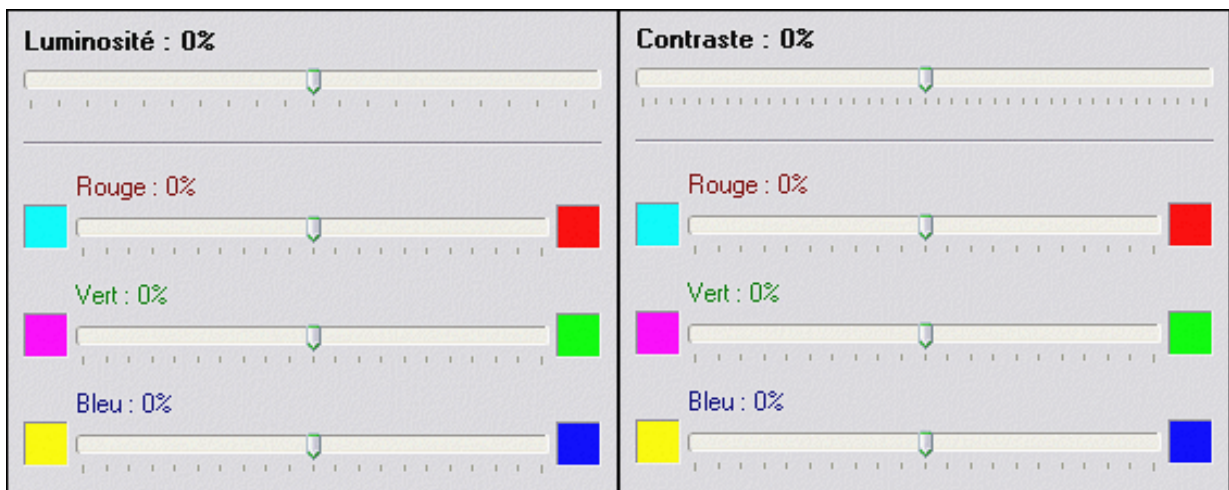 Luminosité : 0%
Rouge : 0%
Vert : 0%
Bleu : 0%
Contraste : 0%
Rouge : 0%
Vert : 0%
Bleu : 0%